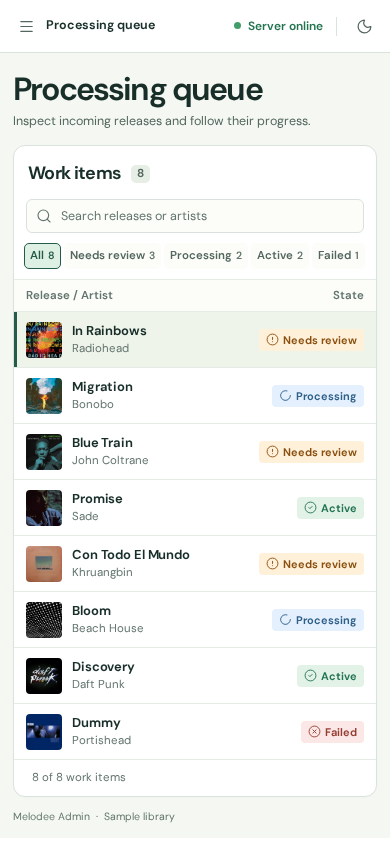 Processing queue
Server online
Processing queue
Inspect incoming releases and follow their progress.
Work items 8
Search releases or artists
All 8 Needs review 3 Processing 2 Active 2 Failed 1
Release / Artist State
In Rainbows
Radiohead
Needs review
Migration
Bonobo
Processing
Blue Train
John Coltrane
Needs review
Promise
Sade
Active
Con Todo El Mundo
Khruangbin
Needs review
Bloom
Beach House
Processing
daft punk
Discovery
Daft Punk
Active
Dummy
Portishead
Failed
8 of 8 work items
Melodee Admin · Sample library